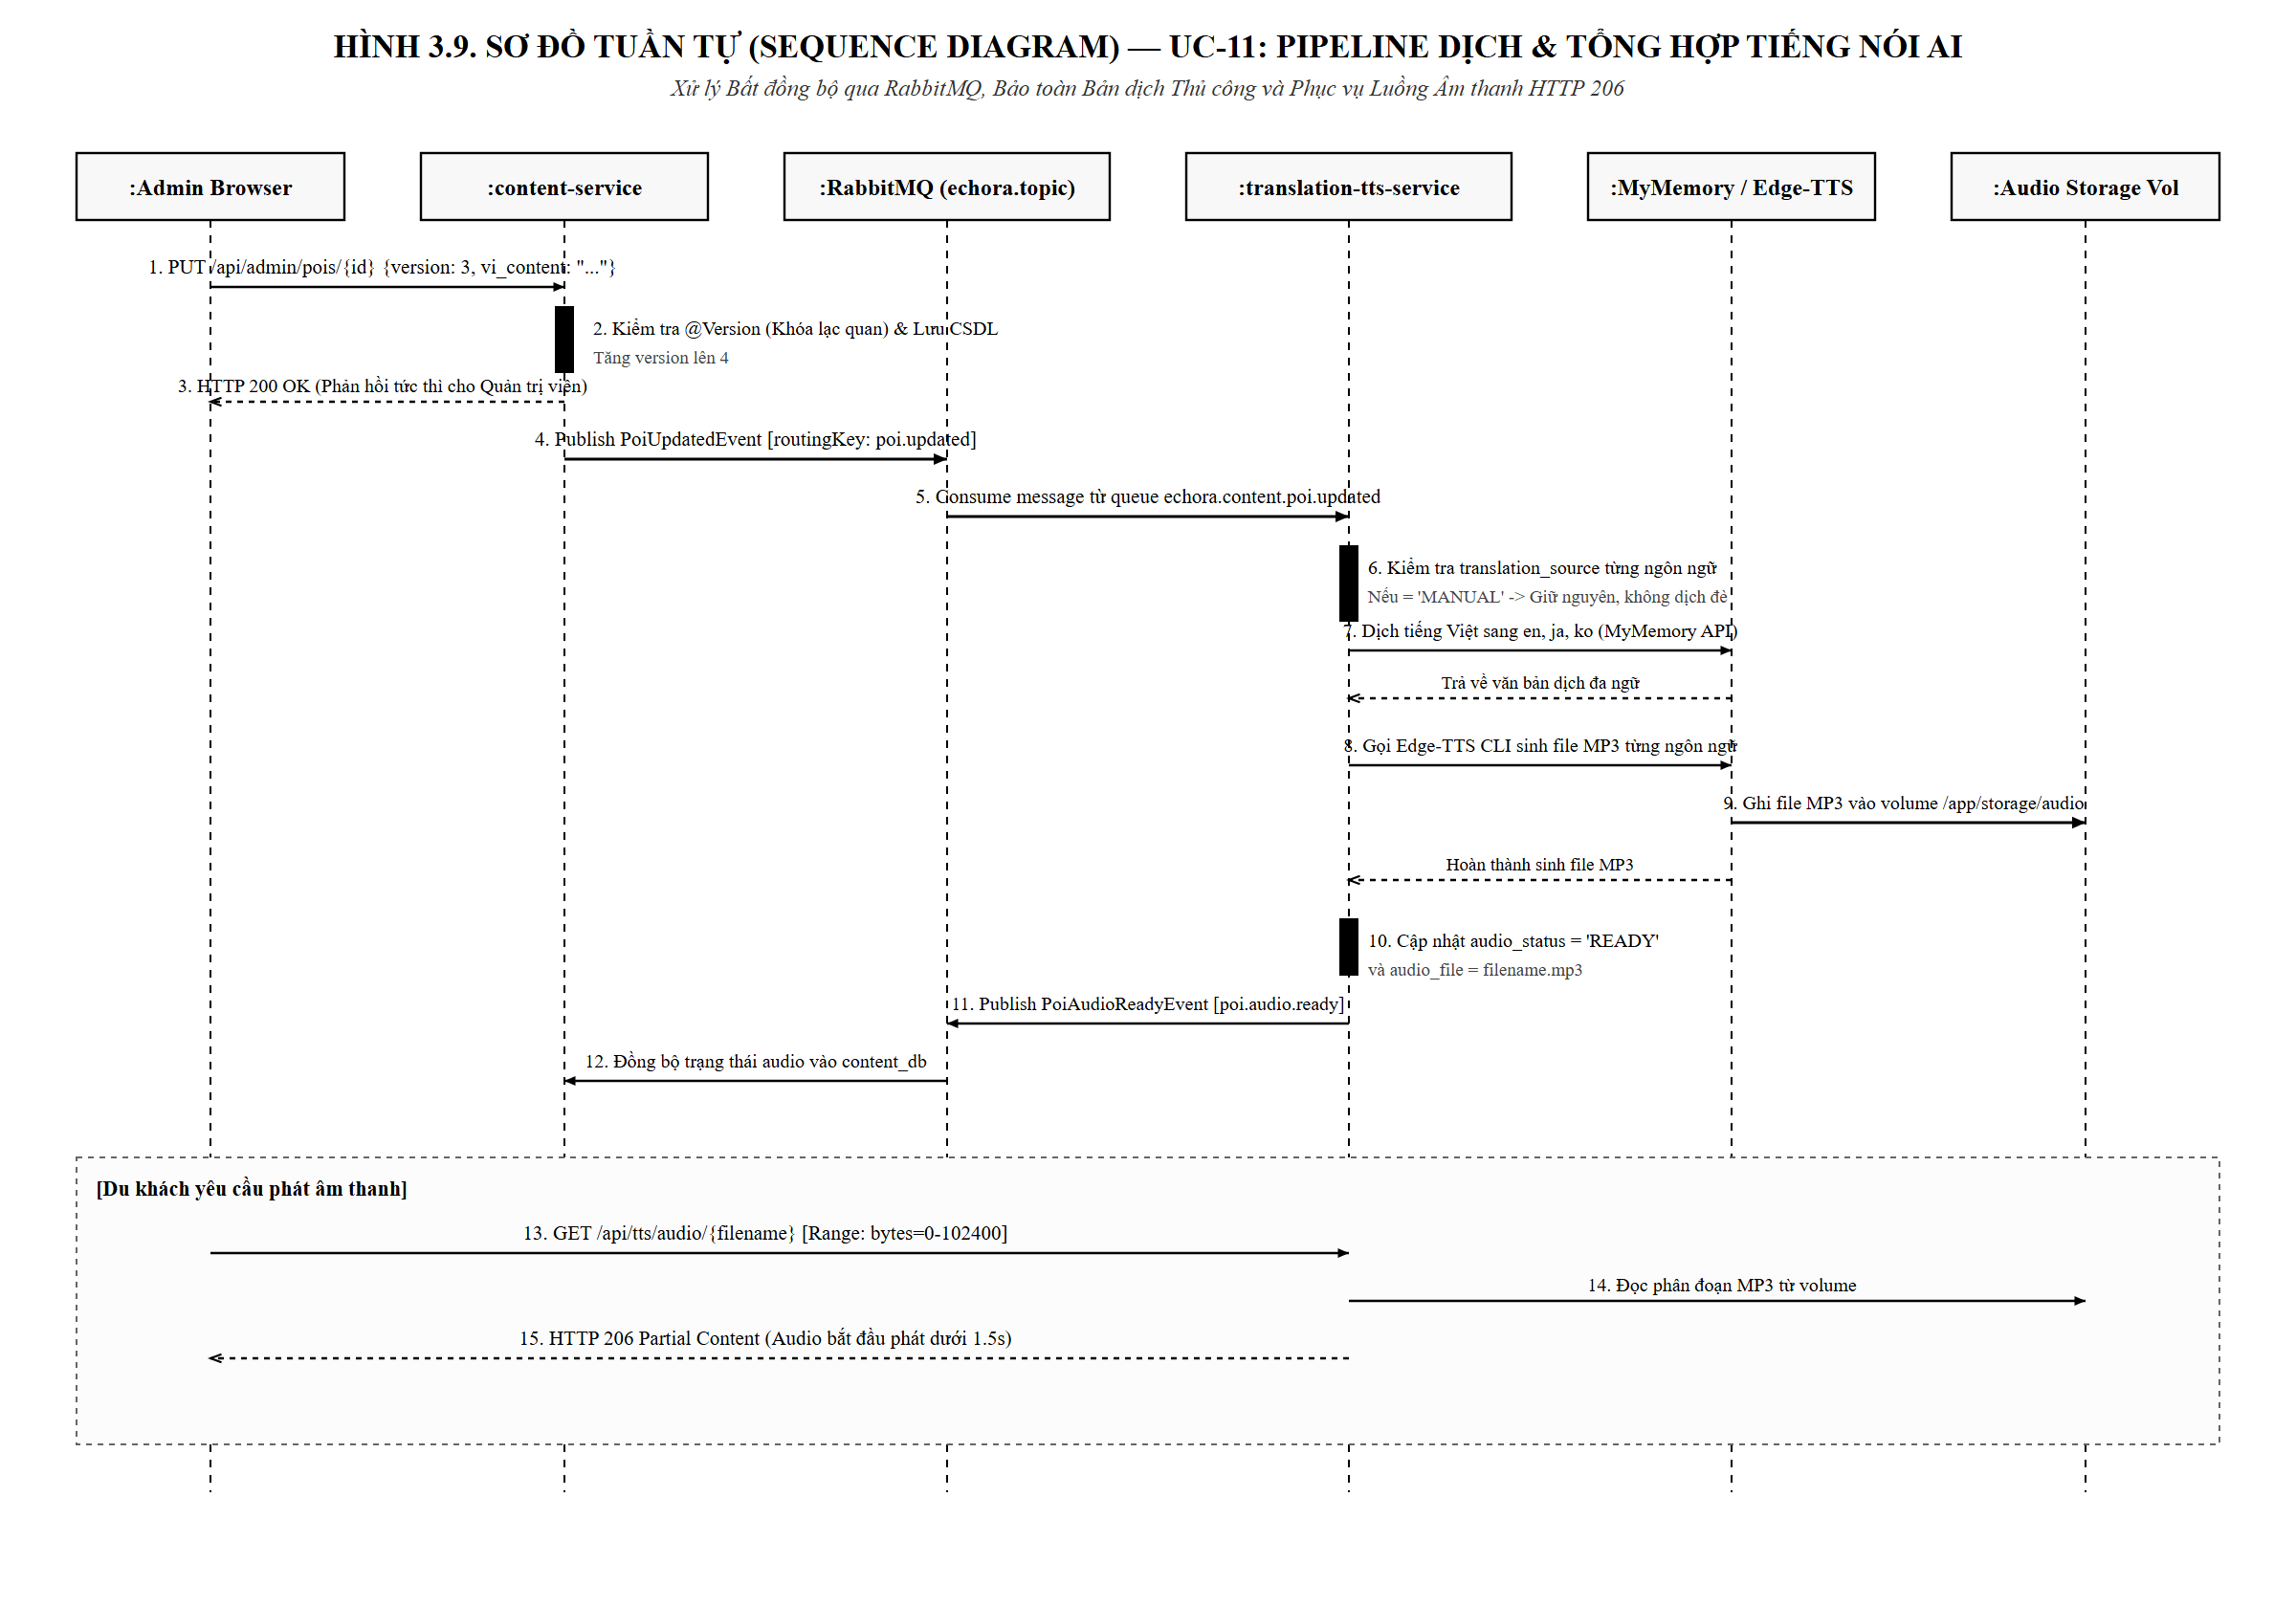 HÌNH 3.9. SƠ ĐỒ TUẦN TỰ (SEQUENCE DIAGRAM) — UC-11: PIPELINE DỊCH & TỔNG HỢP TIẾNG NÓI AI
Xử lý Bất đồng bộ qua RabbitMQ, Bảo toàn Bản dịch Thủ công và Phục vụ Luồng Âm thanh HTTP 206
:Admin Browser
:content-service
:RabbitMQ (echora.topic)
:translation-tts-service
:MyMemory / Edge-TTS
:Audio Storage Vol
1. PUT /api/admin/pois/{id} {version: 3, vi_content: "..."}
2. Kiểm tra @Version (Khóa lạc quan) & Lưu CSDL
Tăng version lên 4
3. HTTP 200 OK (Phản hồi tức thì cho Quản trị viên)
4. Publish PoiUpdatedEvent [routingKey: poi.updated]
5. Consume message từ queue echora.content.poi.updated
6. Kiểm tra translation_source từng ngôn ngữ
Nếu = 'MANUAL' -> Giữ nguyên, không dịch đè
7. Dịch tiếng Việt sang en, ja, ko (MyMemory API)
Trả về văn bản dịch đa ngữ
8. Gọi Edge-TTS CLI sinh file MP3 từng ngôn ngữ
9. Ghi file MP3 vào volume /app/storage/audio
Hoàn thành sinh file MP3
10. Cập nhật audio_status = 'READY'
và audio_file = filename.mp3
11. Publish PoiAudioReadyEvent [poi.audio.ready]
12. Đồng bộ trạng thái audio vào content_db
[Du khách yêu cầu phát âm thanh]
13. GET /api/tts/audio/{filename} [Range: bytes=0-102400]
14. Đọc phân đoạn MP3 từ volume
15. HTTP 206 Partial Content (Audio bắt đầu phát dưới 1.5s)